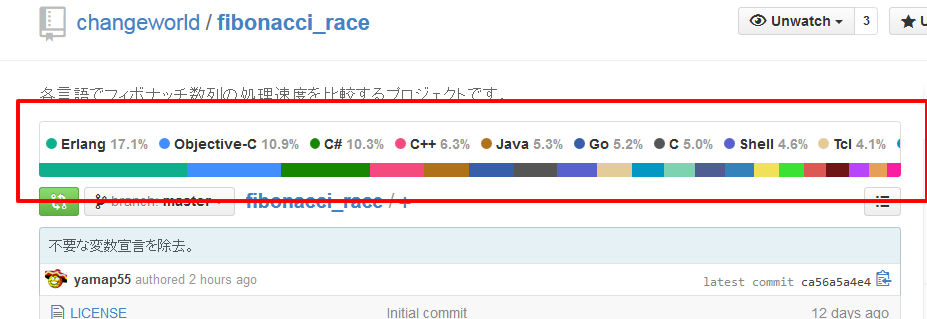 changeworld / fibonacci_race
Unwatch 3
各言語でフィボナッチ数列の処理速度を比較するプロジェクトです。
Erlang 17.1% Objective-C 10.9% C# 10.3% C++ 6.3% Java 5.3% Go 5.2% C 5.0% Shell 4.6% Tcl 4.1%
branch: master fibonacci_race / +
不要な変数宣言を除去。
yamap55 authored 2 hours ago
latest commit ca56a5a4e4
LICENSE Initial commit 12 days ago